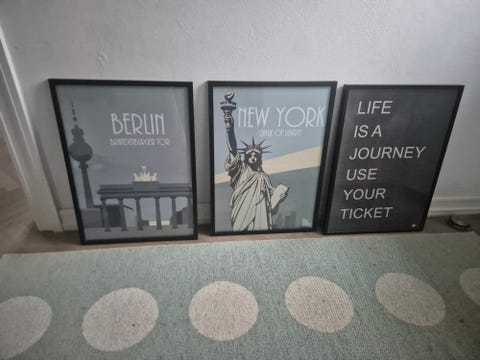 BERLIN
BRANDENBURGER TOR
NEW YORK
STATUE OF LIBERTY
LIFE
IS A
JOURNEY
USE
YOUR
TICKET